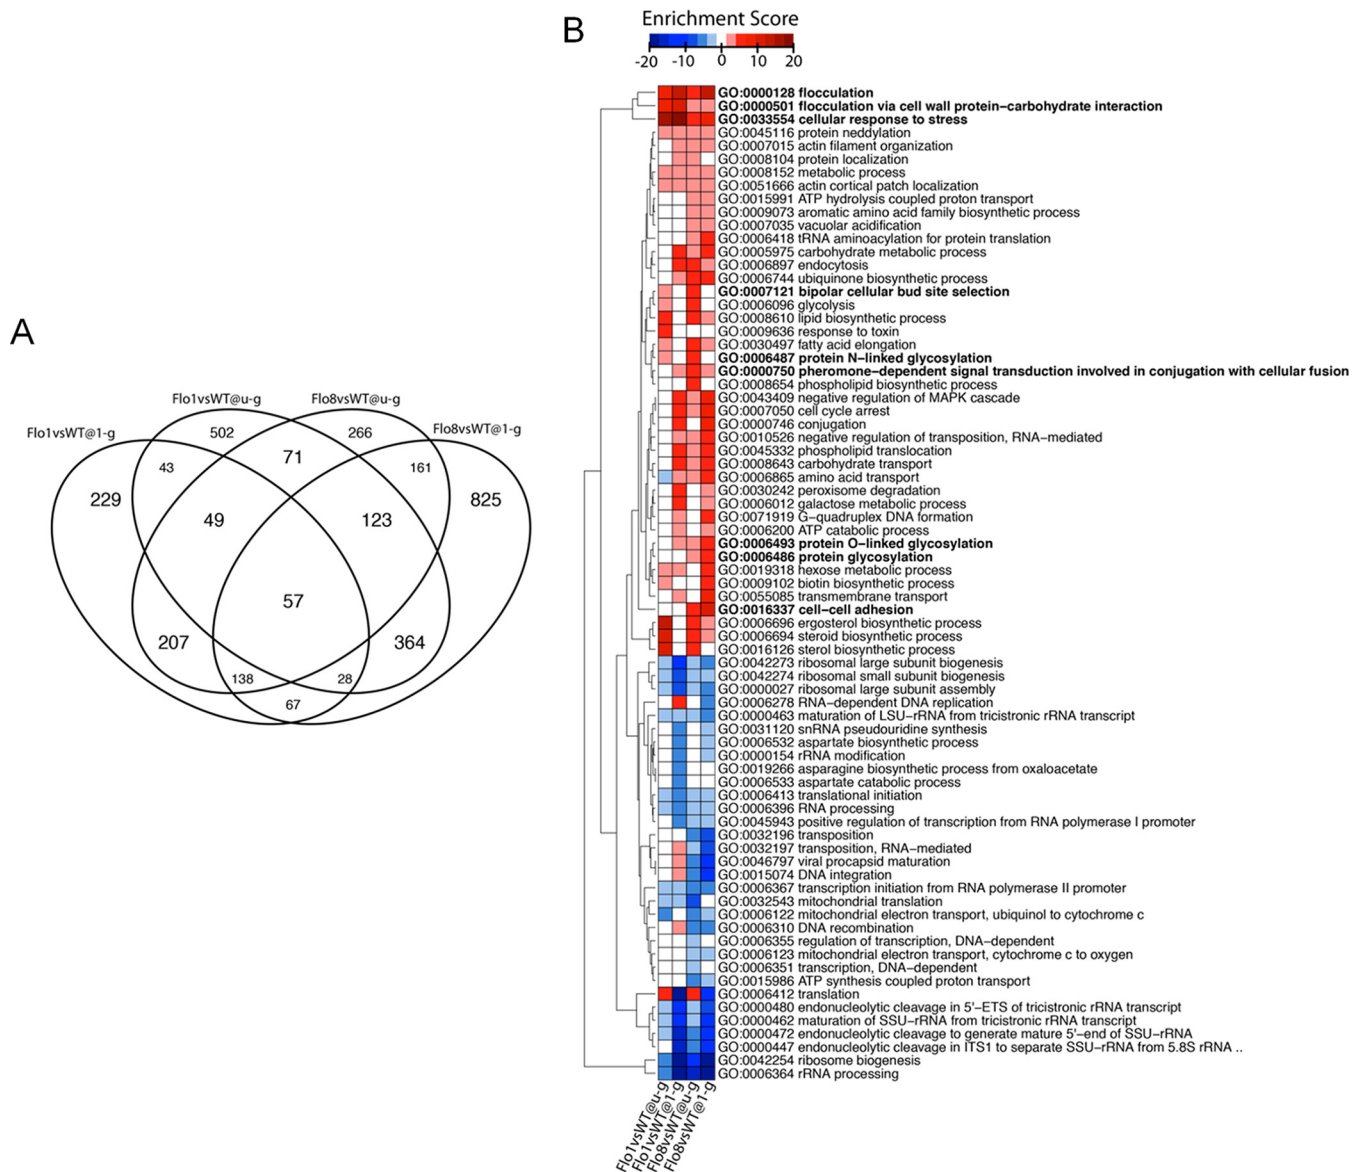 A
Flo1vsWT@u-g
Flo8vsWT@u-g
Flo1vsWT@1-g
Flo8vsWT@1-g
502
266
43
71
161
229
825
49
123
57
207
364
138
28
67
B
Enrichment Score
-20 -10 0 10 20
GO:0000128 flocculation
GO:0000501 flocculation via cell wall protein−carbohydrate interaction
GO:0033554 cellular response to stress
GO:0045116 protein neddylation
GO:0007015 actin filament organization
GO:0008104 protein localization
GO:0008152 metabolic process
GO:0051666 actin cortical patch localization
GO:0015991 ATP hydrolysis coupled proton transport
GO:0009073 aromatic amino acid family biosynthetic process
GO:0007035 vacuolar acidification
GO:0006418 tRNA aminoacylation for protein translation
GO:0005975 carbohydrate metabolic process
GO:0006897 endocytosis
GO:0006744 ubiquinone biosynthetic process
GO:0007121 bipolar cellular bud site selection
GO:0006096 glycolysis
GO:0008610 lipid biosynthetic process
GO:0009636 response to toxin
GO:0030497 fatty acid elongation
GO:0006487 protein N−linked glycosylation
GO:0000750 pheromone−dependent signal transduction involved in conjugation with cellular fusion
GO:0008654 phospholipid biosynthetic process
GO:0043409 negative regulation of MAPK cascade
GO:0007050 cell cycle arrest
GO:0000746 conjugation
GO:0010526 negative regulation of transposition, RNA−mediated
GO:0045332 phospholipid translocation
GO:0008643 carbohydrate transport
GO:0006865 amino acid transport
GO:0030242 peroxisome degradation
GO:0006012 galactose metabolic process
GO:0071919 G−quadruplex DNA formation
GO:0006200 ATP catabolic process
GO:0006493 protein O−linked glycosylation
GO:0006486 protein glycosylation
GO:0019318 hexose metabolic process
GO:0009102 biotin biosynthetic process
GO:0055085 transmembrane transport
GO:0016337 cell−cell adhesion
GO:0006696 ergosterol biosynthetic process
GO:0006694 steroid biosynthetic process
GO:0016126 sterol biosynthetic process
GO:0042273 ribosomal large subunit biogenesis
GO:0042274 ribosomal small subunit biogenesis
GO:0000027 ribosomal large subunit assembly
GO:0006278 RNA−dependent DNA replication
GO:0000463 maturation of LSU−rRNA from tricistronic rRNA transcript
GO:0031120 snRNA pseudouridine synthesis
GO:0006532 aspartate biosynthetic process
GO:0000154 rRNA modification
GO:0019266 asparagine biosynthetic process from oxaloacetate
GO:0006533 aspartate catabolic process
GO:0006413 translational initiation
GO:0006396 RNA processing
GO:0045943 positive regulation of transcription from RNA polymerase I promoter
GO:0032196 transposition
GO:0032197 transposition, RNA−mediated
GO:0046797 viral procapsid maturation
GO:0015074 DNA integration
GO:0006367 transcription initiation from RNA polymerase II promoter
GO:0032543 mitochondrial translation
GO:0006122 mitochondrial electron transport, ubiquinol to cytochrome c
GO:0006310 DNA recombination
GO:0006355 regulation of transcription, DNA−dependent
GO:0006123 mitochondrial electron transport, cytochrome c to oxygen
GO:0006351 transcription, DNA−dependent
GO:0015986 ATP synthesis coupled proton transport
GO:0006412 translation
GO:0000480 endonucleolytic cleavage in 5'−ETS of tricistronic rRNA transcript
GO:0000462 maturation of SSU−rRNA from tricistronic rRNA transcript
GO:0000472 endonucleolytic cleavage to generate mature 5'−end of SSU−rRNA
GO:0000447 endonucleolytic cleavage in ITS1 to separate SSU−rRNA from 5.8S rRNA ..
GO:0042254 ribosome biogenesis
GO:0006364 rRNA processing
Flo1vsWT@u-g
Flo1vsWT@1-g
Flo8vsWT@u-g
Flo8vsWT@1-g